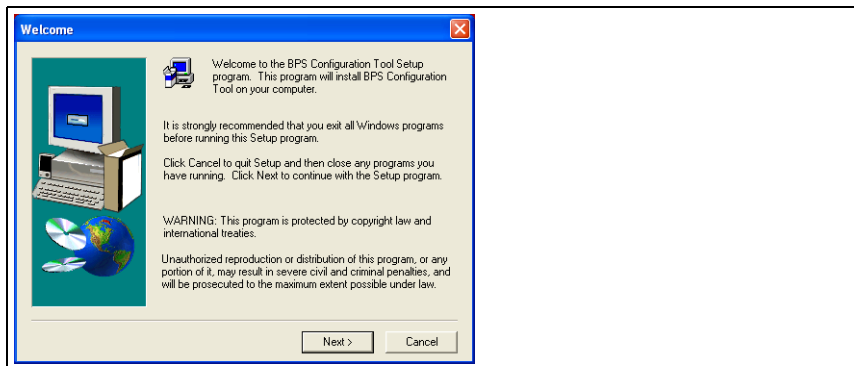 Welcome
Welcome to the BPS Configuration Tool Setup
program. This program will install BPS Configuration
Tool on your computer.
It is strongly recommended that you exit all Windows programs
before running this Setup program.
Click Cancel to quit Setup and then close any programs you
have running. Click Next to continue with the Setup program.
WARNING: This program is protected by copyright law and
international treaties.
Unauthorized reproduction or distribution of this program, or any
portion of it, may result in severe civil and criminal penalties, and
will be prosecuted to the maximum extent possible under law.
Next >
Cancel